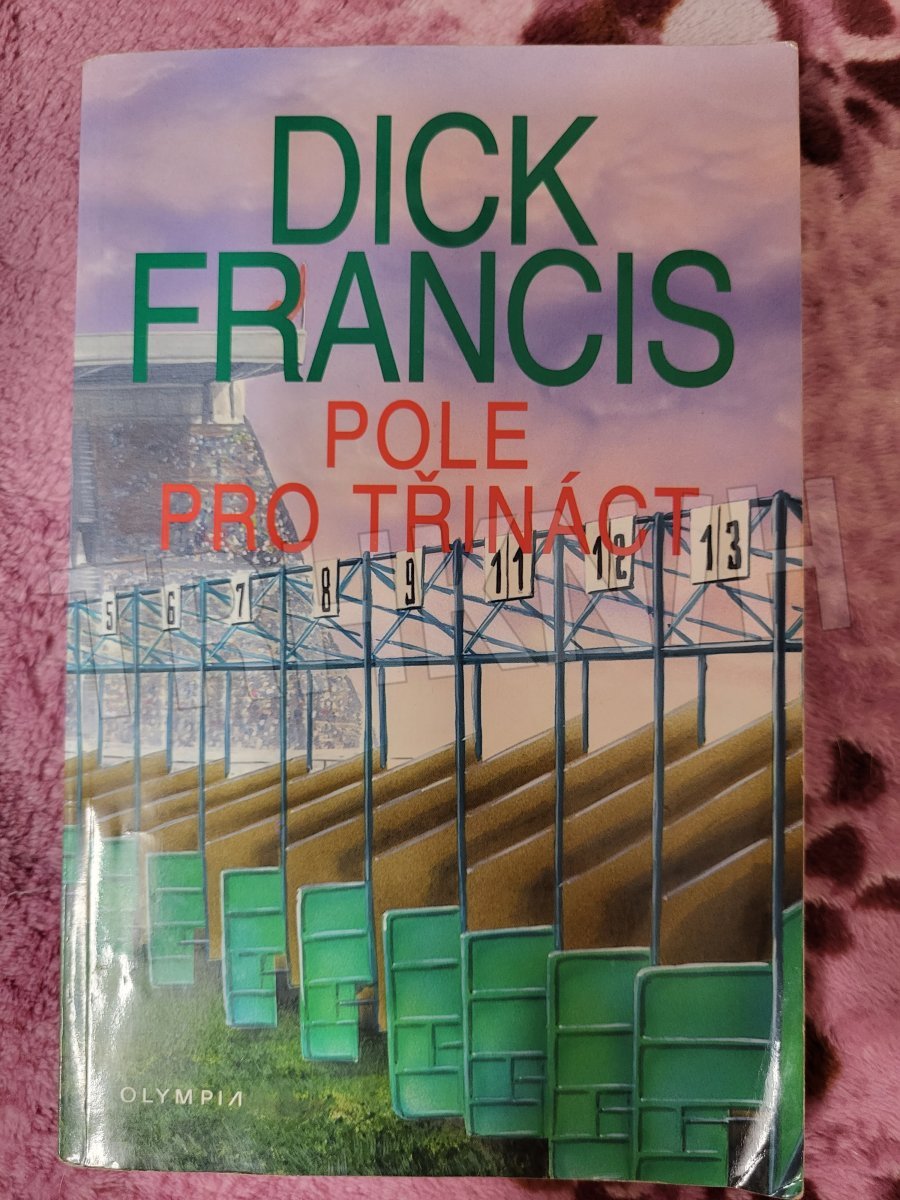 DICK
FRANCIS
POLE
PRO TŘINÁCT
5 6 7 8 9 11 12 13
OLYMPIA